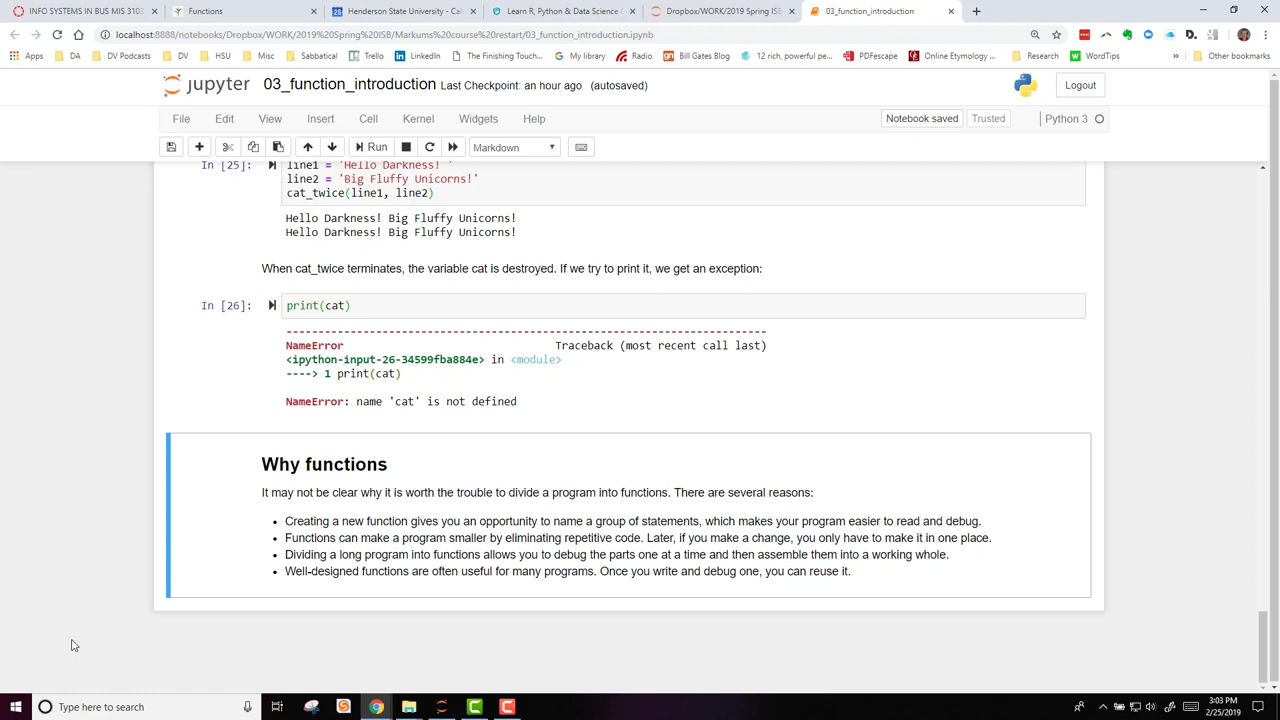 INFO SYSTEMS IN BUS MIS 3103
Functions
Henderson State University - Cal
Learn R, Python & Data Science O
Dropbox/WORK/2019 Spring ISB/
03_function_introduction
localhost:8888/notebooks/Dropbox/WORK/2019%20Spring%20ISB/Markus%20course%20restart/03_function_introduction.ipynb
Apps
DA
DV Podcasts
DV
HSU
Misc
Sabbatical
Trello
LinkedIn
The Finishing Touch...
My library
Radio
Bill Gates Blog
12 rich, powerful pe...
PDFescape
Online Etymology ...
Research
WordTips
»
Other bookmarks
jupyter 03_function_introduction Last Checkpoint: an hour ago (autosaved)
Logout
File Edit View Insert Cell Kernel Widgets Help
Notebook saved Trusted Python 3
Run Markdown
In [25]: line1 = 'Hello Darkness! '
line2 = 'Big Fluffy Unicorns!'
cat_twice(line1, line2)
Hello Darkness! Big Fluffy Unicorns!
Hello Darkness! Big Fluffy Unicorns!
When cat_twice terminates, the variable cat is destroyed. If we try to print it, we get an exception:
In [26]: print(cat)
---------------------------------------------------------------------------
NameError Traceback (most recent call last)
<ipython-input-26-34599fba884e> in <module>
----> 1 print(cat)
NameError: name 'cat' is not defined
Why functions
It may not be clear why it is worth the trouble to divide a program into functions. There are several reasons:
• Creating a new function gives you an opportunity to name a group of statements, which makes your program easier to read and debug.
• Functions can make a program smaller by eliminating repetitive code. Later, if you make a change, you only have to make it in one place.
• Dividing a long program into functions allows you to debug the parts one at a time and then assemble them into a working whole.
• Well-designed functions are often useful for many programs. Once you write and debug one, you can reuse it.
Type here to search
3:03 PM
2/25/2019